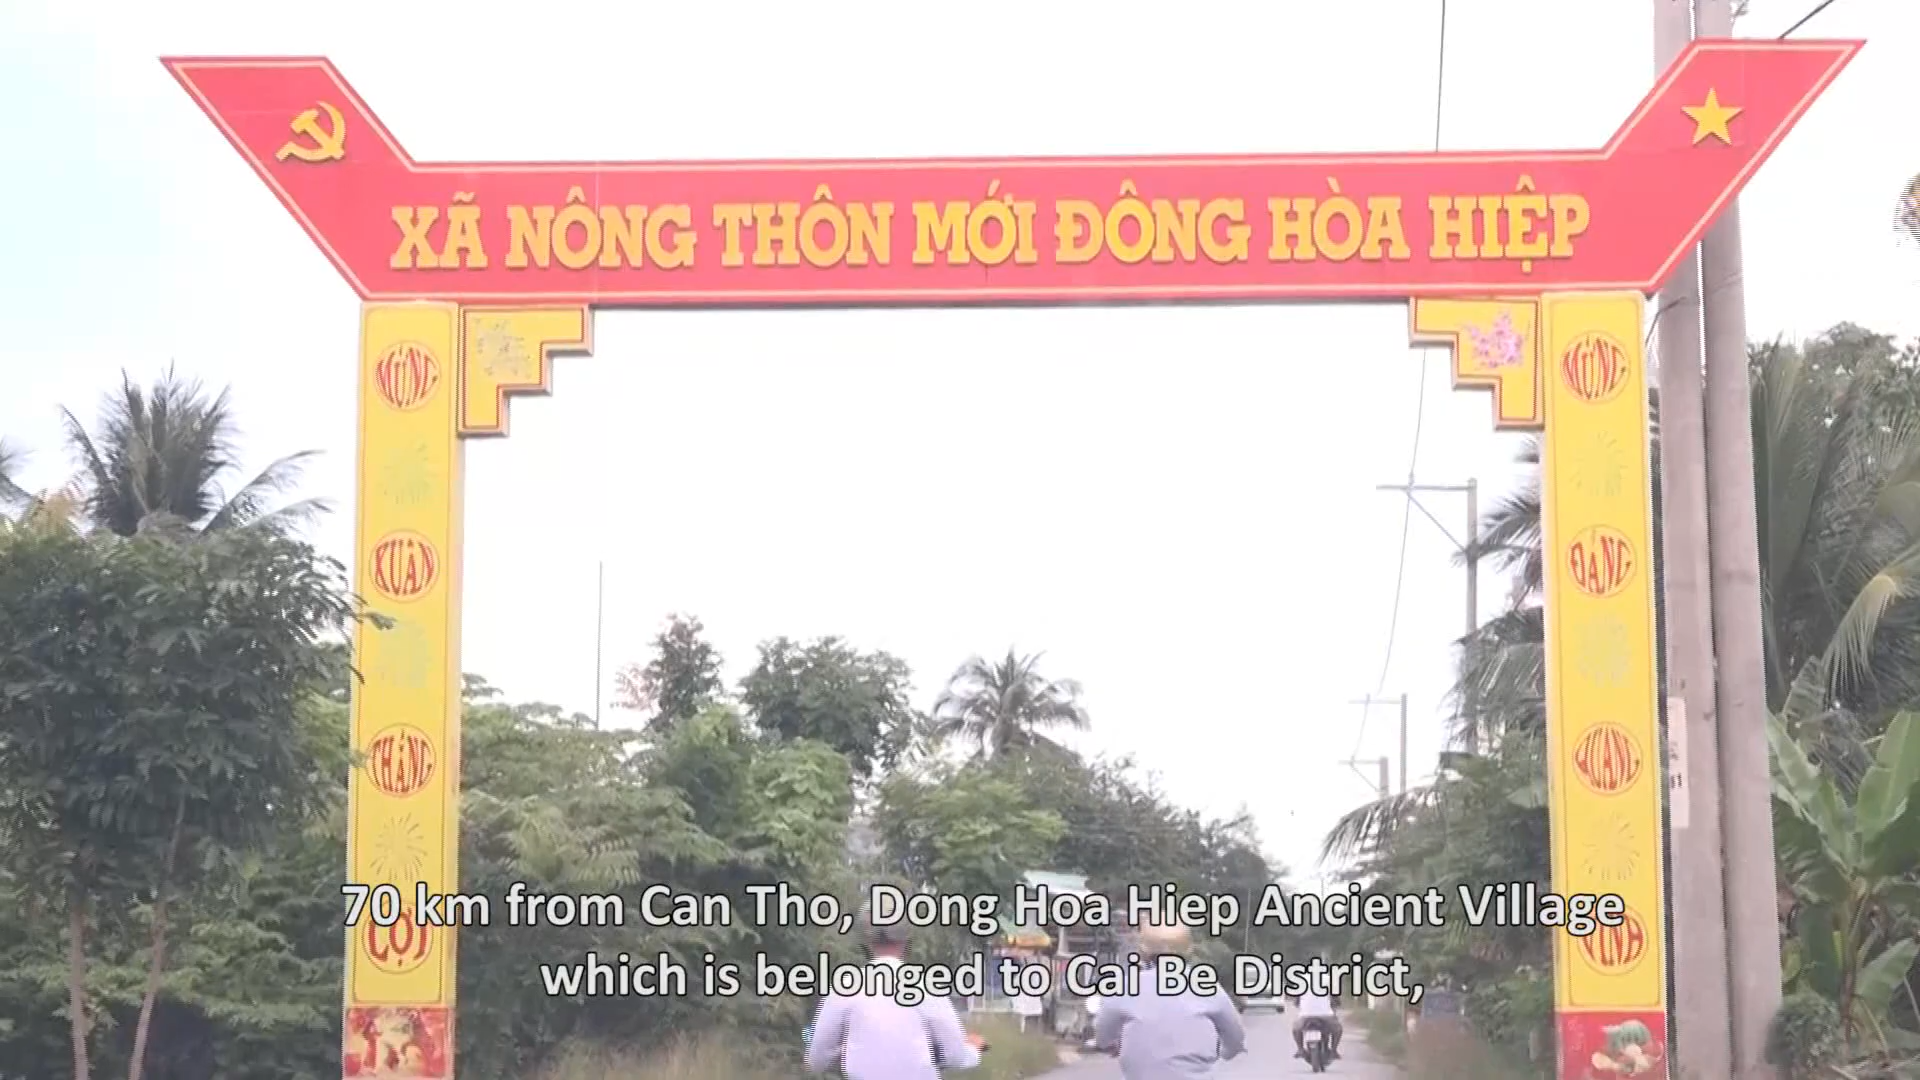 XÃ NÔNG THÔN MỚI ĐÔNG HÒA HIỆP
MỪNG
XUÂN
THẮNG
LỢI
MỪNG
ĐẢNG
QUANG
VINH
70 km from Can Tho, Dong Hoa Hiep Ancient Village
which is belonged to Cai Be District,